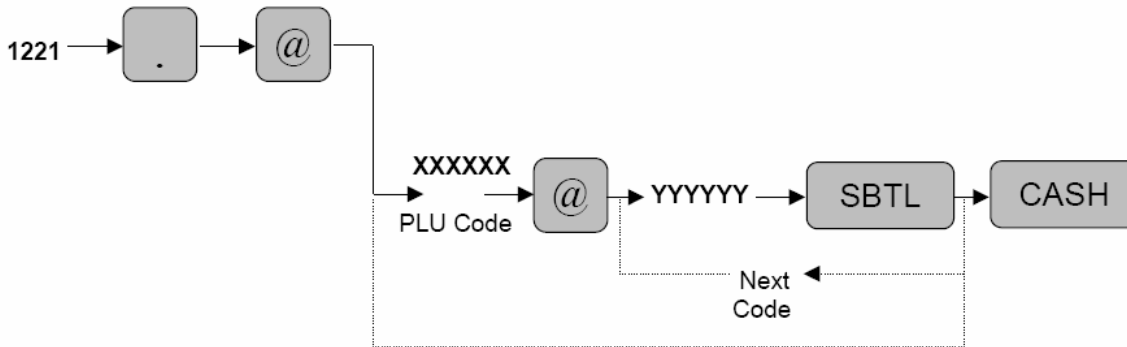 1221
.
@
XXXXXX
PLU Code
@
YYYYYY
SBTL
CASH
Next
Code